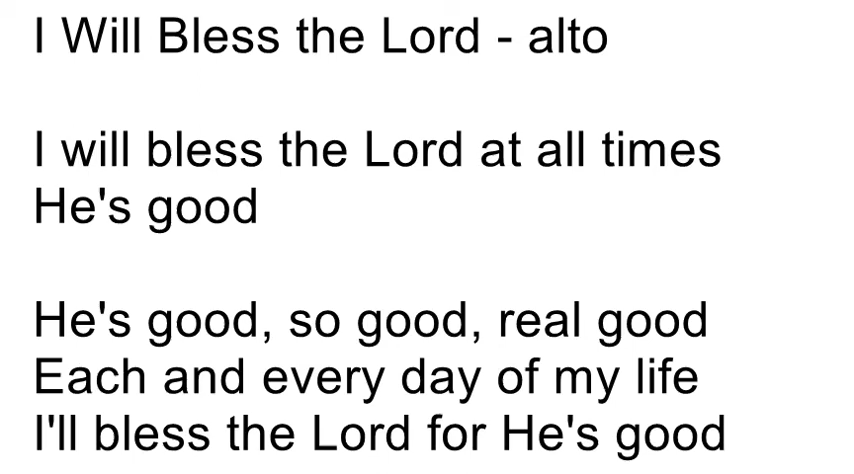 I Will Bless the Lord - alto
I will bless the Lord at all times
He's good
He's good, so good, real good
Each and every day of my life
I'll bless the Lord for He's good